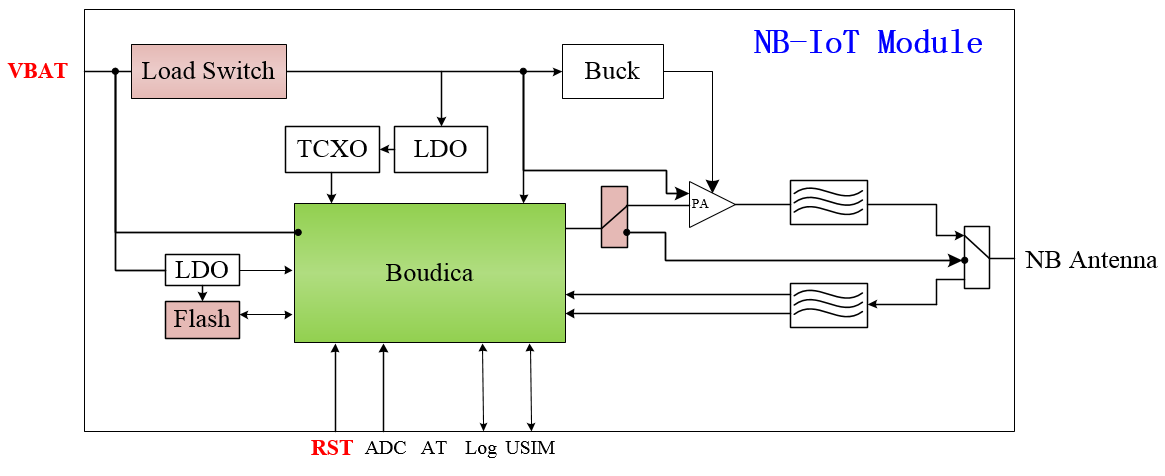 NB-IoT Module
VBAT
Load Switch
Buck
TCXO
LDO
PA
Boudica
LDO
Flash
NB Antenna
RST ADC AT Log USIM